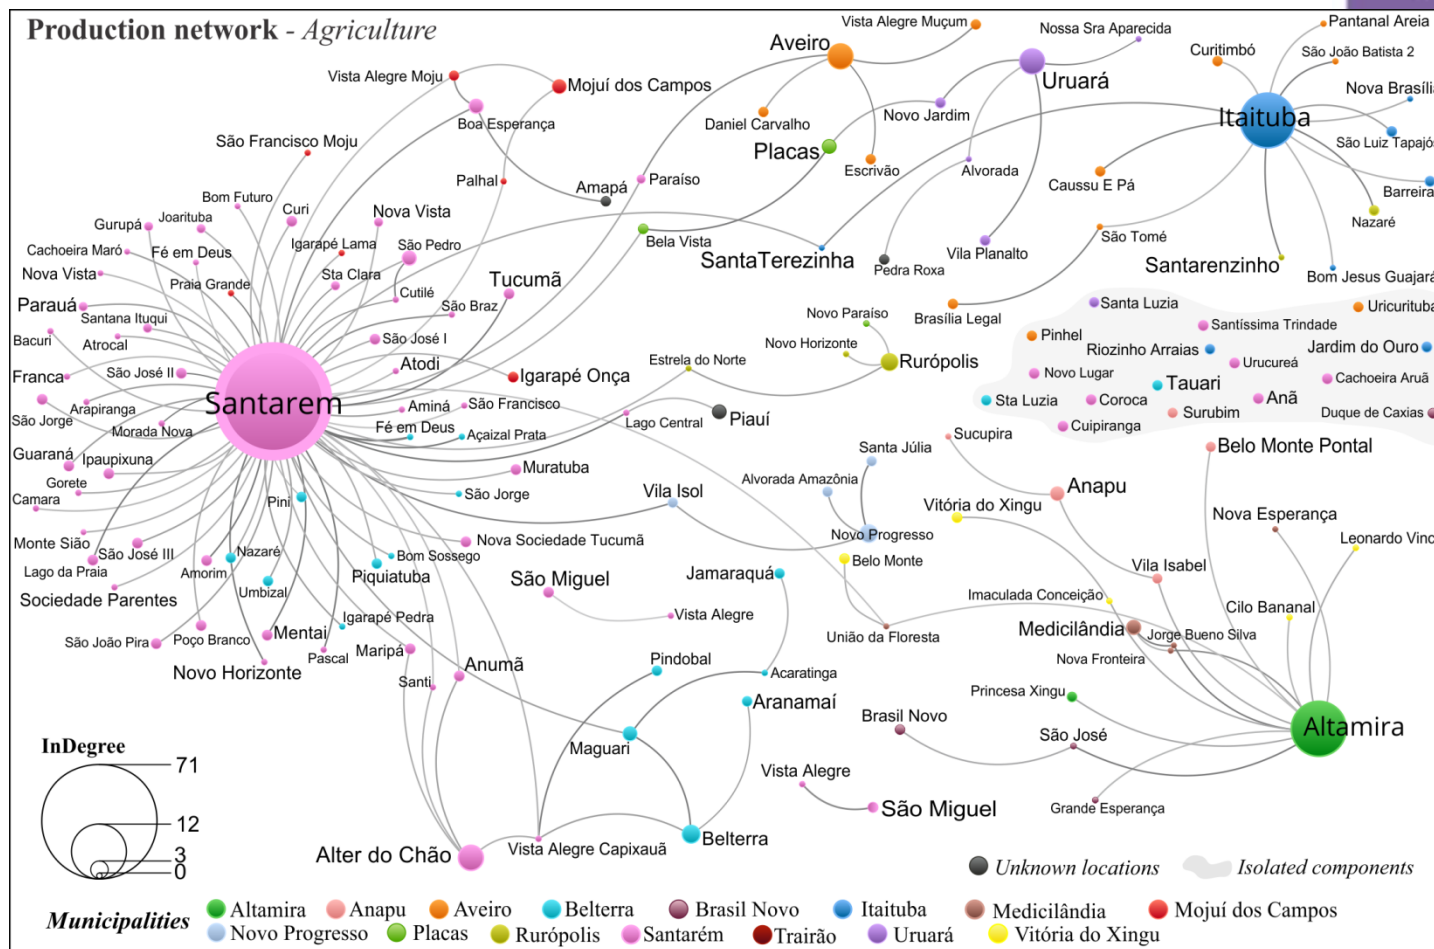 Production network - Agriculture
Vista Alegre Muçum
Aveiro
Nossa Sra Aparecida
Pantanal Areia
Curitimbó
São João Batista 2
Vista Alegre Moju
Mojuí dos Campos
Uruará
Nova Brasília
Boa Esperança
Daniel Carvalho
Novo Jardim
Itaituba
São Francisco Moju
Placas
São Luiz Tapajós
Escrivão
Alvorada
Palhal
Paraíso
Caussu E Pá
Barreira
Bom Futuro
Amapá
Gurupá
Joarituba
Curi
Nova Vista
Nazaré
Cachoeira Maró
Fé em Deus
Igarapé Lama
São Pedro
Bela Vista
São Tomé
Nova Vista
Praia Grande
Sta Clara
Tucumã
SantaTerezinha
Pedra Roxa
Vila Planalto
Santarenzinho
Bom Jesus Guajará
Cutilé
Parauá
São Braz
Santana Ituqui
Novo Paraíso
Brasília Legal
Santa Luzia
Uricurituba
Bacuri
Atrocal
São José I
Novo Horizonte
Pinhel
Santíssima Trindade
Riozinho Arraias
Jardim do Ouro
Franca
São José II
Atodi
Estrela do Norte
Rurópolis
Urucureá
Igarapé Onça
Novo Lugar
Tauari
Cachoeira Aruã
Santarem
Arapiranga
Aminá
São Francisco
Sta Luzia
Coroca
Anã
São Jorge
Morada Nova
Fé em Deus
Açaizal Prata
Lago Central
Piauí
Surubim
Duque de Caxias
Cuipiranga
Guaraná
Ipaupixuna
Santa Júlia
Sucupira
Belo Monte Pontal
Gorete
Muratuba
Alvorada Amazônia
Anapu
Camara
Pini
São Jorge
Vila Isol
Vitória do Xingu
Nova Esperança
Monte Sião
São José III
Nova Sociedade Tucumã
Novo Progresso
Leonardo Vinc
Lago da Praia
Amorim
Nazaré
Bom Sossego
Belo Monte
Vila Isabel
Sociedade Parentes
Umbizal
Piquiatuba
São Miguel
Jamaraquá
Imaculada Conceição
Cilo Bananal
Igarapé Pedra
Vista Alegre
União da Floresta
Medicilândia
Jorge Bueno Silva
São João Pira
Poço Branco
Mentai
Maripá
Nova Fronteira
Novo Horizonte
Pascal
Anumã
Pindobal
Acaratinga
Santi
Princesa Xingu
Aranamaí
Brasil Novo
Altamira
InDegree
Maguari
São José
71
Vista Alegre
12
São Miguel
Grande Esperança
3
0
Alter do Chão
Vista Alegre Capixauã
Belterra
Unknown locations
Isolated components
Municipalities
Altamira
Anapu
Aveiro
Belterra
Brasil Novo
Itaituba
Medicilândia
Mojuí dos Campos
Novo Progresso
Placas
Rurópolis
Santarém
Trairão
Uruará
Vitória do Xingu